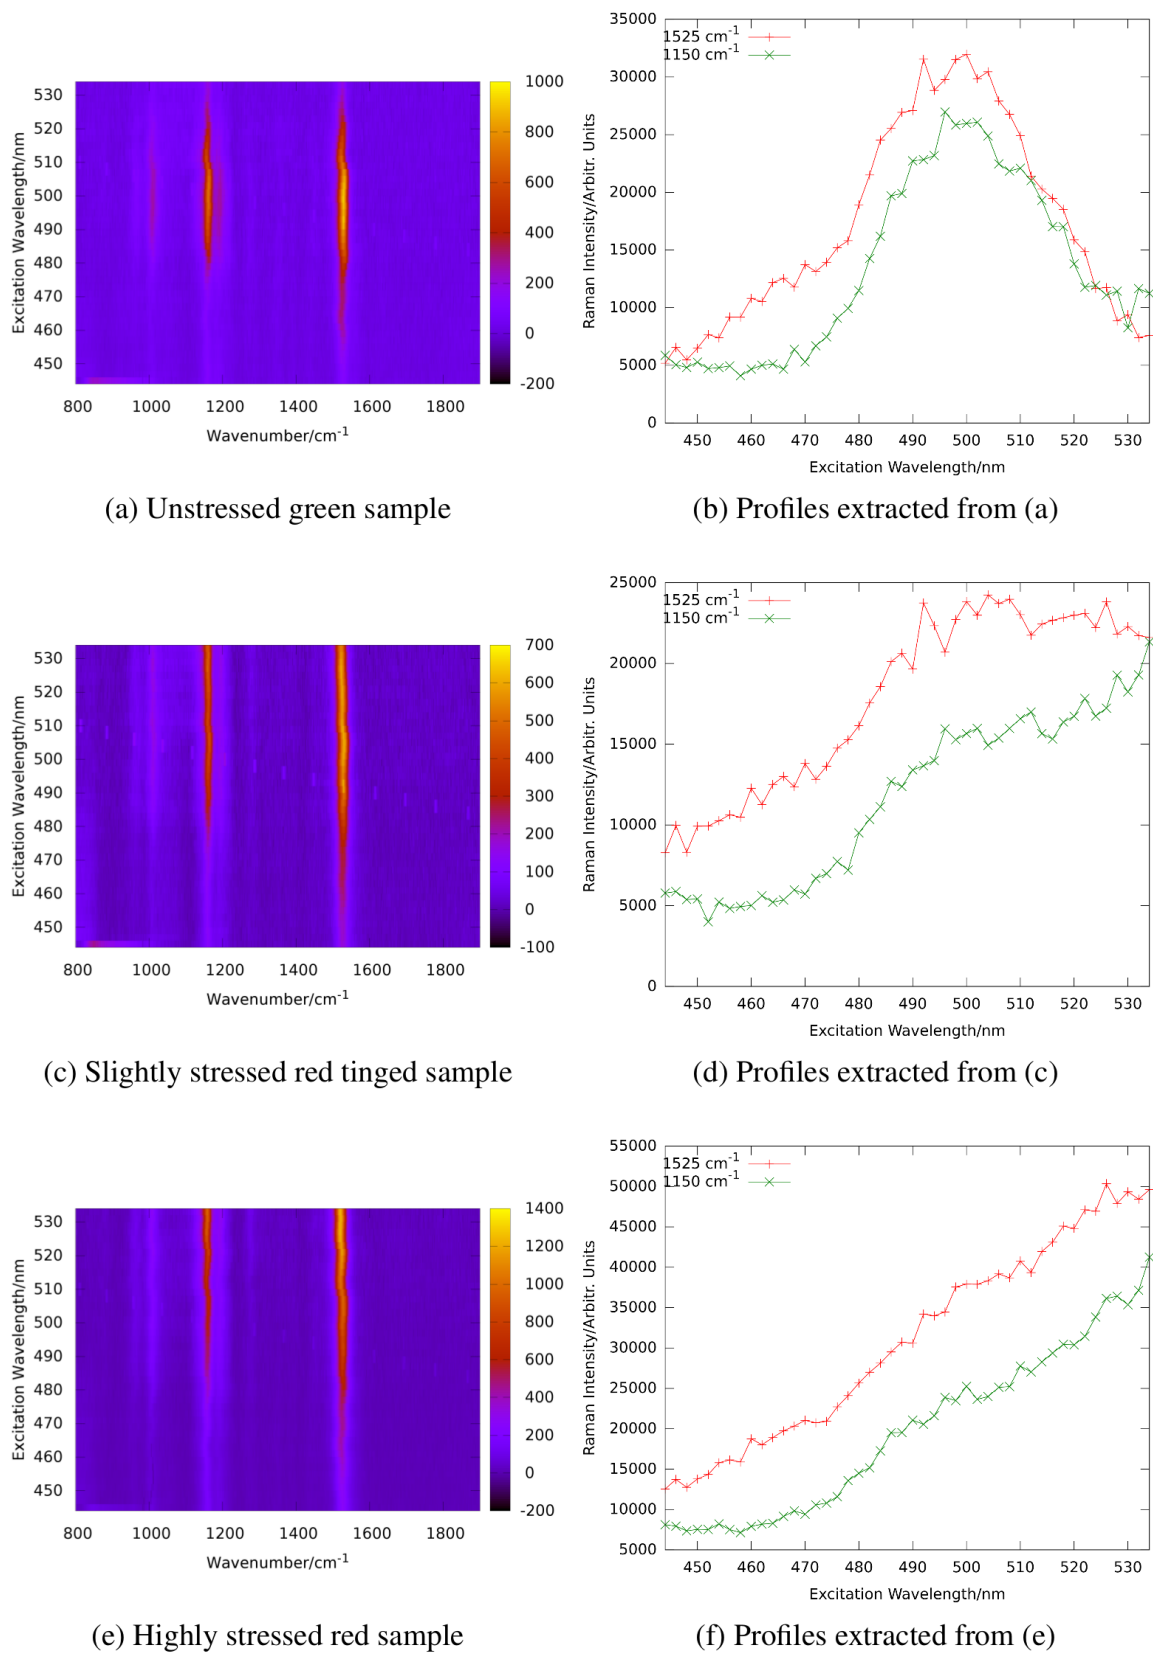 530
520
510
500
490
480
470
460
450
Excitation Wavelength/nm
800 1000 1200 1400 1600 1800
Wavenumber/cm-1
1000
800
600
400
200
0
-200
35000
30000
25000
20000
15000
10000
5000
0
Raman Intensity/Arbitr. Units
1525 cm-1
1150 cm-1
450 460 470 480 490 500 510 520 530
Excitation Wavelength/nm
(a) Unstressed green sample
(b) Profiles extracted from (a)
530
520
510
500
490
480
470
460
450
Excitation Wavelength/nm
800 1000 1200 1400 1600 1800
Wavenumber/cm-1
700
600
500
400
300
200
100
0
-100
25000
20000
15000
10000
5000
0
Raman Intensity/Arbitr. Units
1525 cm-1
1150 cm-1
450 460 470 480 490 500 510 520 530
Excitation Wavelength/nm
(c) Slightly stressed red tinged sample
(d) Profiles extracted from (c)
530
520
510
500
490
480
470
460
450
Excitation Wavelength/nm
800 1000 1200 1400 1600 1800
Wavenumber/cm-1
1400
1200
1000
800
600
400
200
0
-200
55000
50000
45000
40000
35000
30000
25000
20000
15000
10000
5000
Raman Intensity/Arbitr. Units
1525 cm-1
1150 cm-1
450 460 470 480 490 500 510 520 530
Excitation Wavelength/nm
(e) Highly stressed red sample
(f) Profiles extracted from (e)